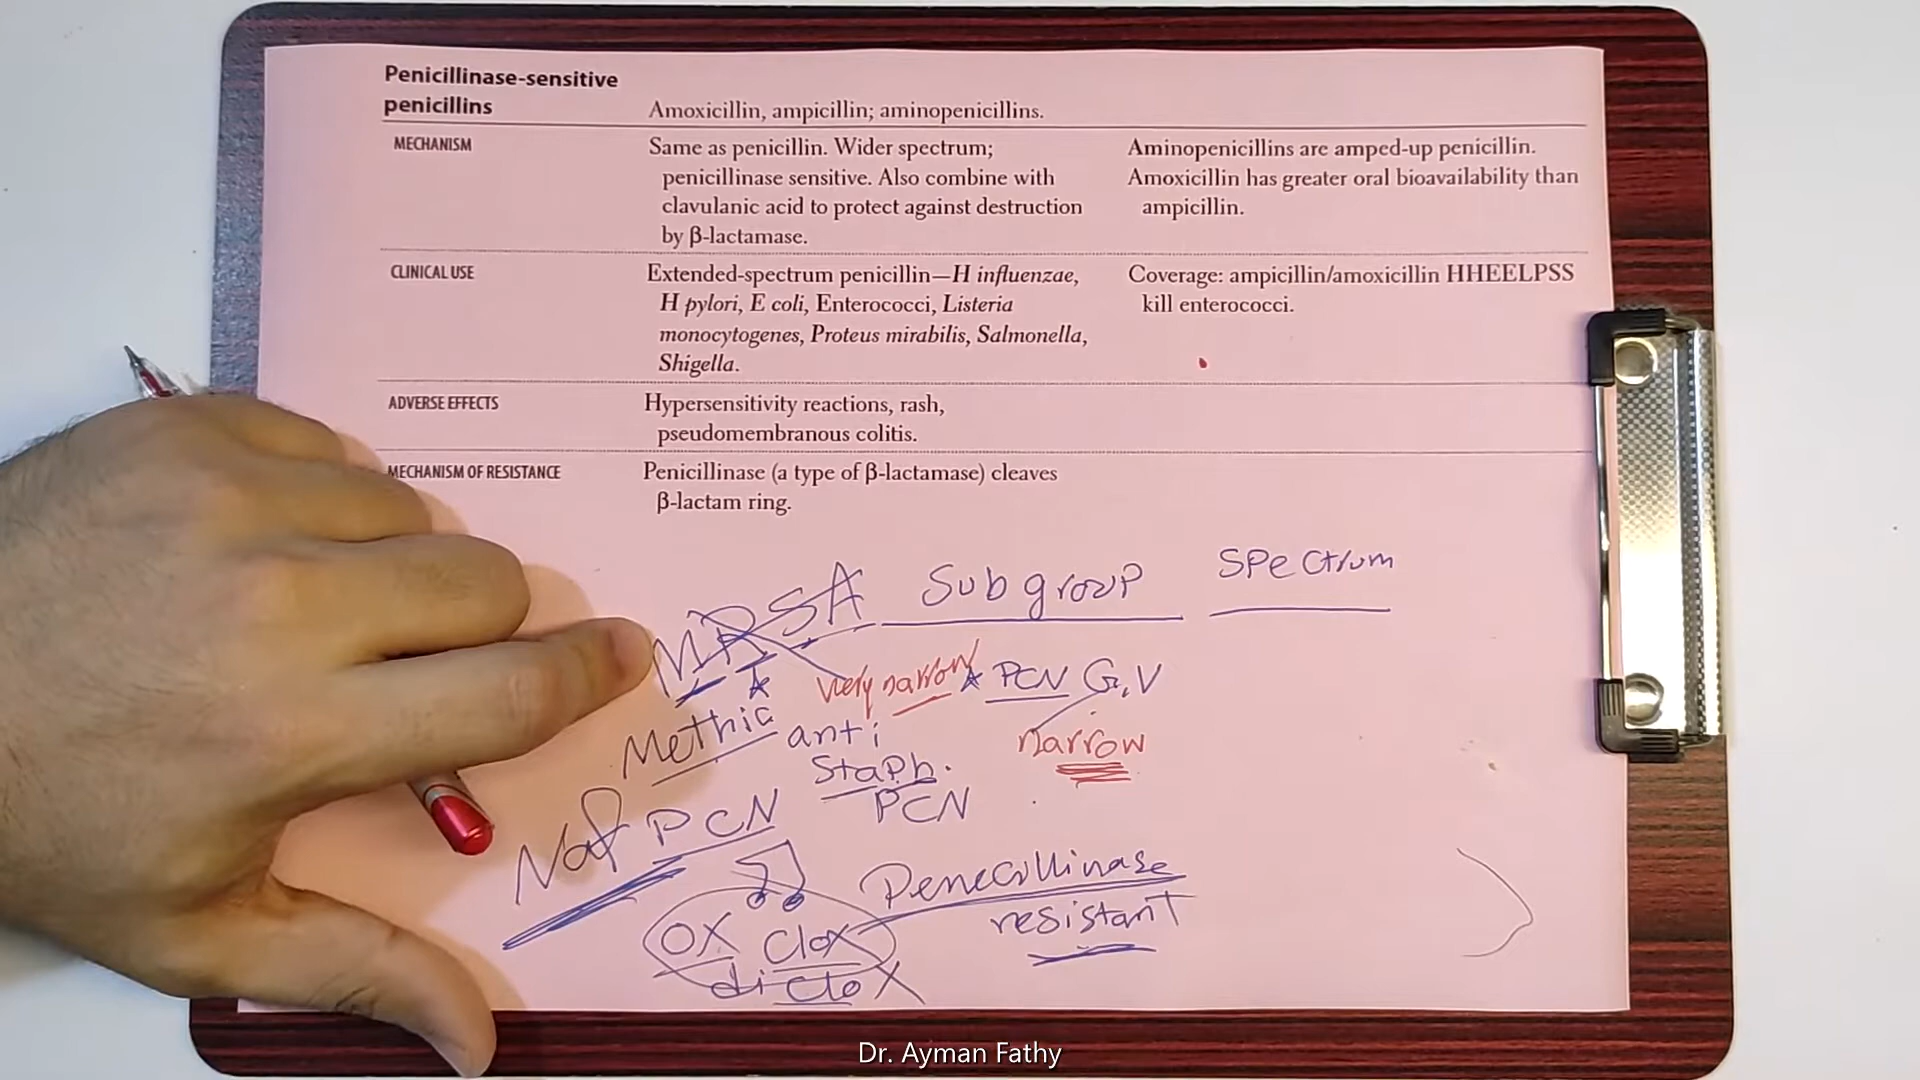 Penicillinase-sensitive
penicillins
Amoxicillin, ampicillin; aminopenicillins.
MECHANISM
Same as penicillin. Wider spectrum;
penicillinase sensitive. Also combine with
clavulanic acid to protect against destruction
by β-lactamase.
Aminopenicillins are amped-up penicillin.
Amoxicillin has greater oral bioavailability than
ampicillin.
CLINICAL USE
Extended-spectrum penicillin—H influenzae,
H pylori, E coli, Enterococci, Listeria
monocytogenes, Proteus mirabilis, Salmonella,
Shigella.
Coverage: ampicillin/amoxicillin HHEELPSS
kill enterococci.
ADVERSE EFFECTS
Hypersensitivity reactions, rash,
pseudomembranous colitis.
MECHANISM OF RESISTANCE
Penicillinase (a type of β-lactamase) cleaves
β-lactam ring.
MRSA
Subgroup
Spectrum
Very narrow
PCN G, V
narrow
Methic
anti
Staph.
PCN
Naf PCN
Penecillinase
resistant
OX Clox
di clox
Dr. Ayman Fathy